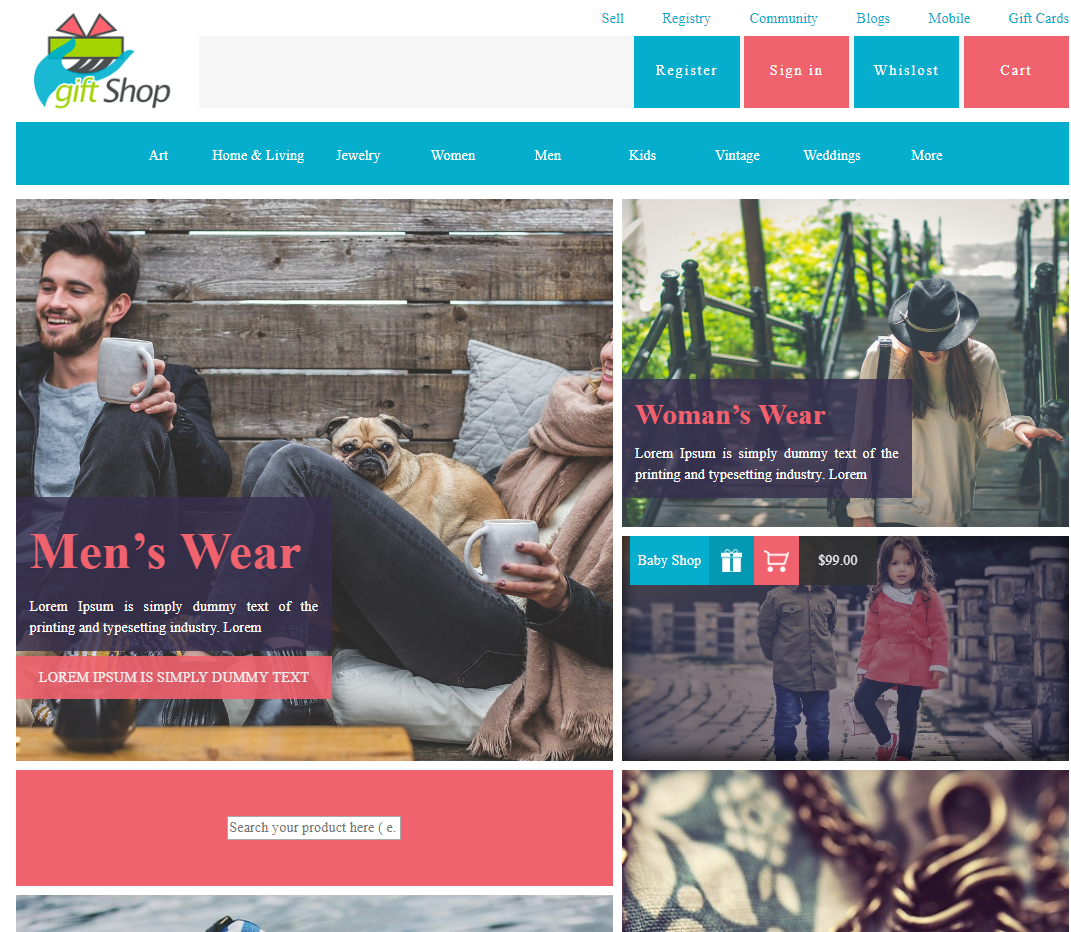 Sell Registry Community Blogs Mobile Gift Cards
gift Shop
Register Sign in Whislost Cart
Art Home & Living Jewelry Women Men Kids Vintage Weddings More
Men’s Wear
Lorem Ipsum is simply dummy text of the
printing and typesetting industry. Lorem
LOREM IPSUM IS SIMPLY DUMMY TEXT
Woman’s Wear
Lorem Ipsum is simply dummy text of the
printing and typesetting industry. Lorem
Baby Shop $99.00
Search your product here ( e.